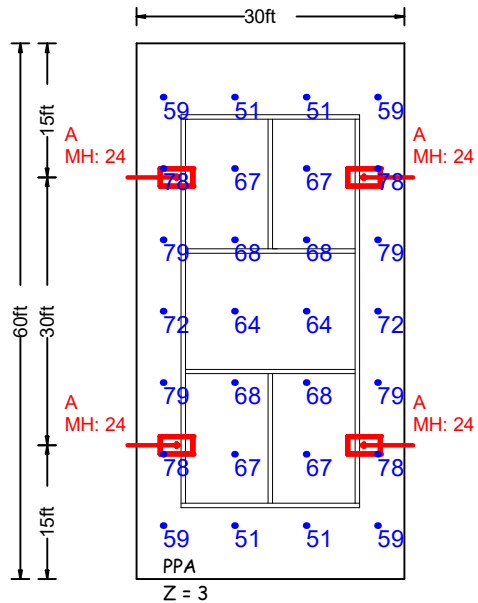 30ft
59 51 51 59
15ft
A
MH: 24
A
MH: 24
78 67 67 78
79 68 68 79
60ft
30ft
72 64 64 72
79 68 68 79
A
MH: 24
A
MH: 24
78 67 67 78
15ft
59 51 51 59
PPA
Z = 3